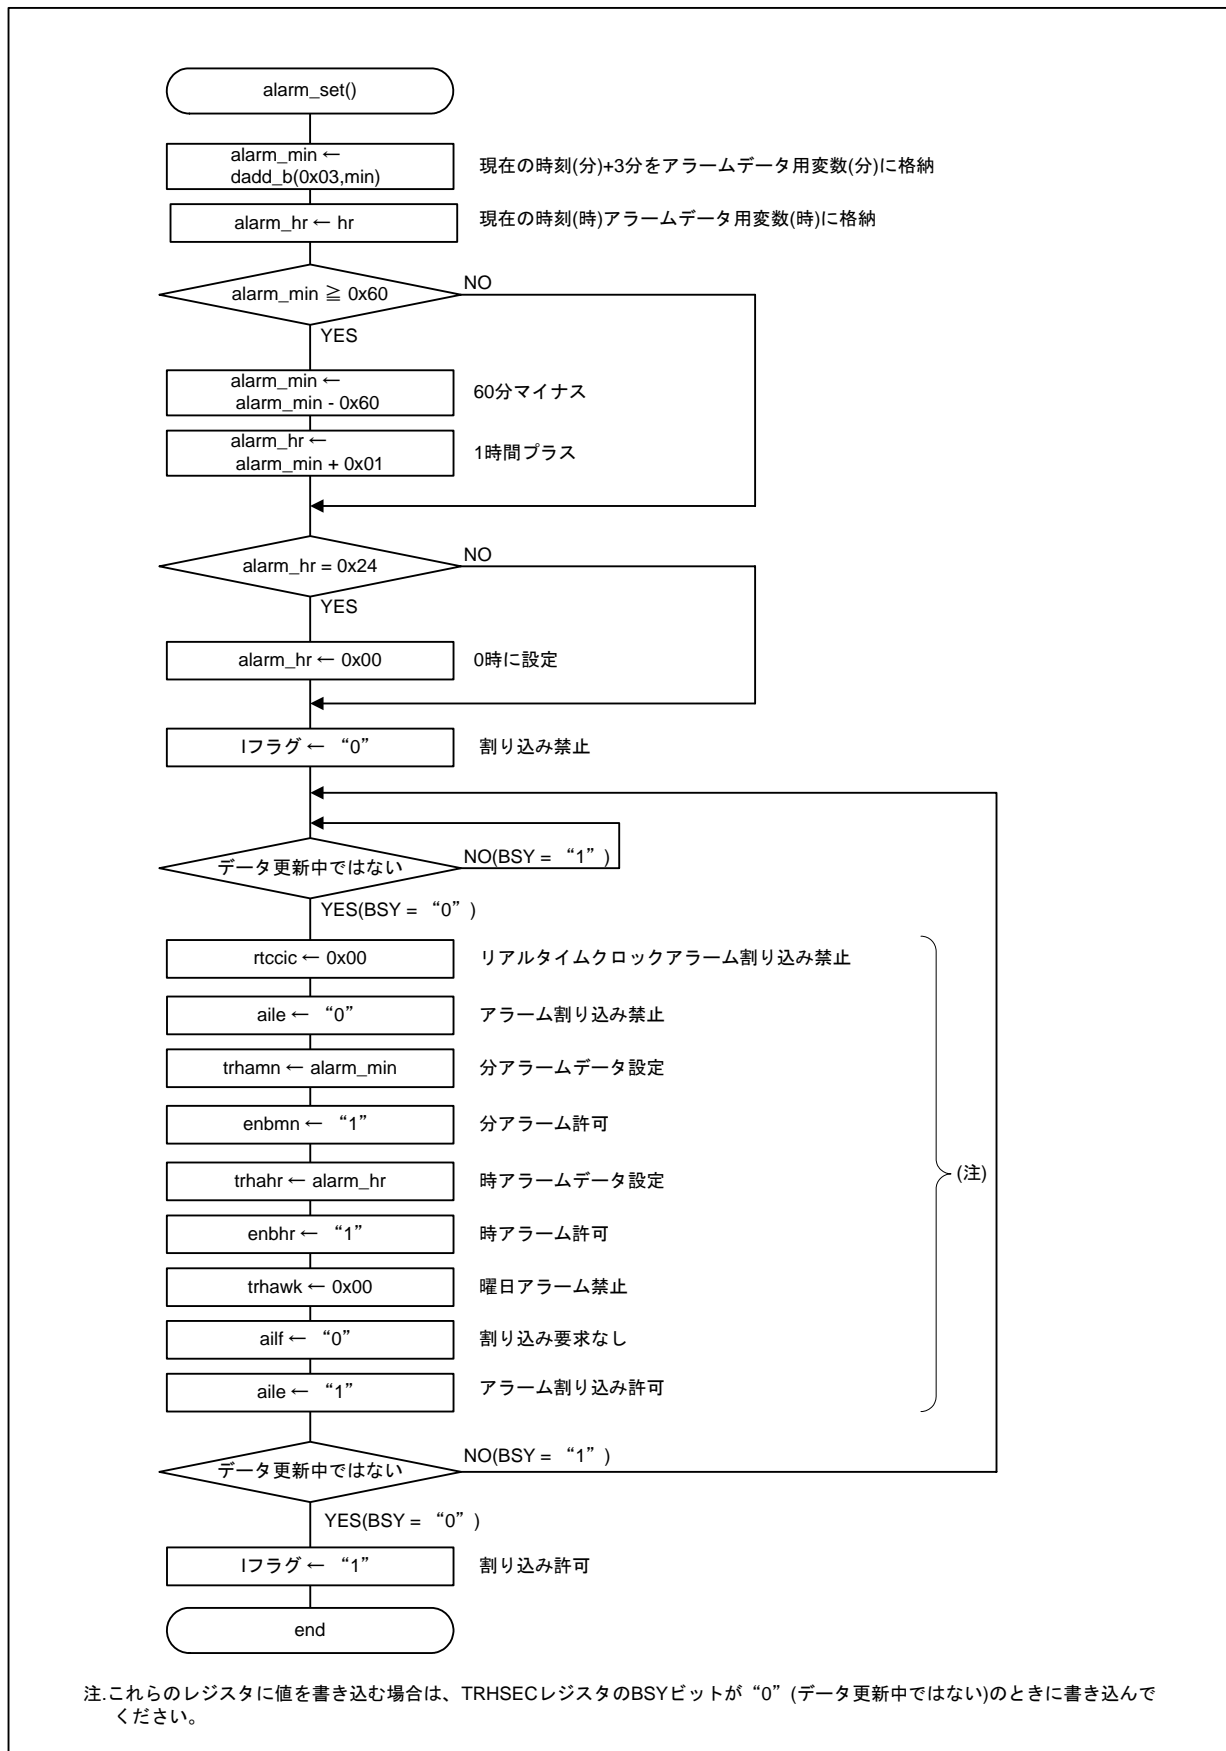 alarm_set()
alarm_min ←
dadd_b(0x03,min)
現在の時刻(分)+3分をアラームデータ用変数(分)に格納
alarm_hr ← hr
現在の時刻(時)アラームデータ用変数(時)に格納
alarm_min ≧ 0x60
NO
YES
alarm_min ←
alarm_min - 0x60
60分マイナス
alarm_hr ←
alarm_min + 0x01
1時間プラス
alarm_hr = 0x24
NO
YES
alarm_hr ← 0x00
0時に設定
Iフラグ ← “0”
割り込み禁止
データ更新中ではない
NO(BSY = “1”)
YES(BSY = “0”)
rtccic ← 0x00
リアルタイムクロックアラーム割り込み禁止
aile ← “0”
アラーム割り込み禁止
trhamn ← alarm_min
分アラームデータ設定
enbmn ← “1”
分アラーム許可
(注)
trhahr ← alarm_hr
時アラームデータ設定
enbhr ← “1”
時アラーム許可
trhawk ← 0x00
曜日アラーム禁止
ailf ← “0”
割り込み要求なし
aile ← “1”
アラーム割り込み許可
データ更新中ではない
NO(BSY = “1”)
YES(BSY = “0”)
Iフラグ ← “1”
割り込み許可
end
注.これらのレジスタに値を書き込む場合は、TRHSECレジスタのBSYビットが“0”(データ更新中ではない)のときに書き込んで
ください。